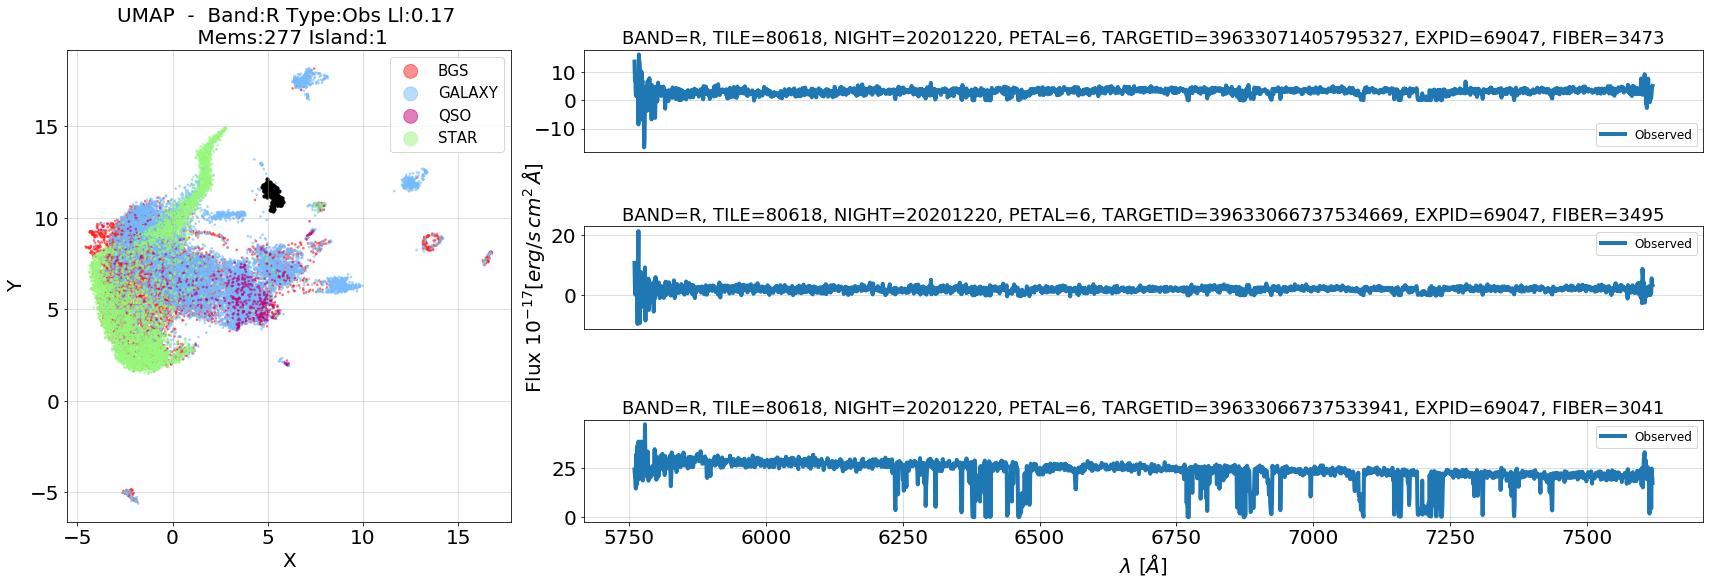 UMAP - Band:R Type:Obs Ll:0.17
Mems:277 Island:1
BGS
GALAXY
QSO
STAR
15
10
5
0
−5
Y
−5 0 5 10 15
X
Flux 10⁻¹⁷[erg/s cm² Å]
BAND=R, TILE=80618, NIGHT=20201220, PETAL=6, TARGETID=39633071405795327, EXPID=69047, FIBER=3473
10
0
−10
Observed
BAND=R, TILE=80618, NIGHT=20201220, PETAL=6, TARGETID=39633066737534669, EXPID=69047, FIBER=3495
20
0
Observed
BAND=R, TILE=80618, NIGHT=20201220, PETAL=6, TARGETID=39633066737533941, EXPID=69047, FIBER=3041
25
0
Observed
5750 6000 6250 6500 6750 7000 7250 7500
λ [Å]